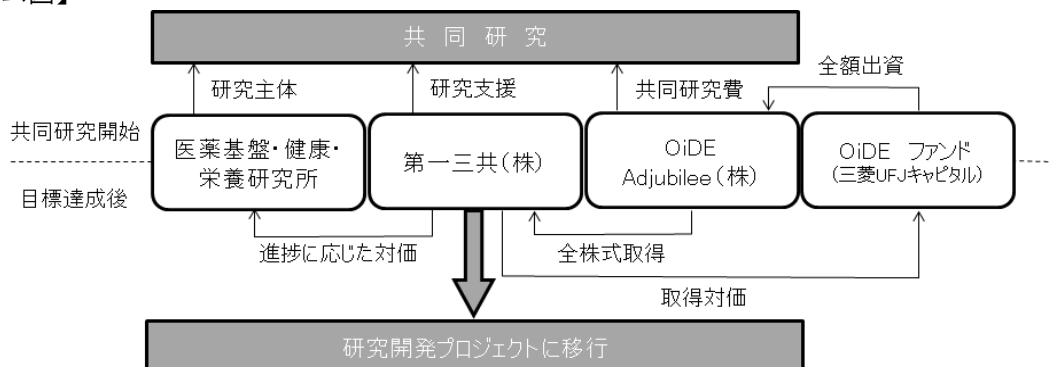 共同研究
全額出資
研究主体
研究支援
共同研究費
共同研究開始
医薬基盤・健康・
栄養研究所
第一三共(株)
OiDE
Adjubilee(株)
OiDE ファンド
(三菱UFJキャピタル)
目標達成後
進捗に応じた対価
全株式取得
取得対価
研究開発プロジェクトに移行